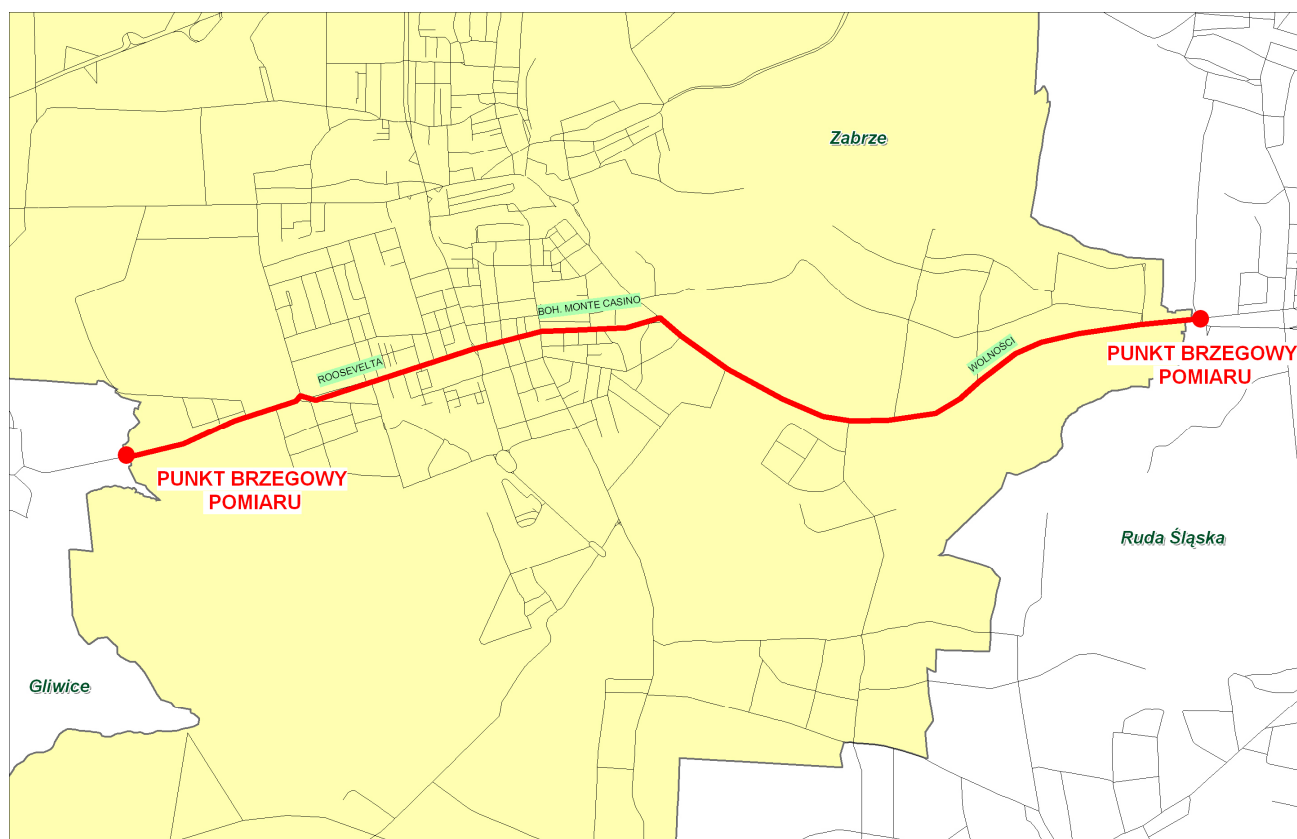 Zabrze
BOH. MONTE CASINO
WOLNOŚCI
ROOSEVELTA
PUNKT BRZEGOWY
POMIARU
PUNKT BRZEGOWY
POMIARU
Ruda Śląska
Gliwice